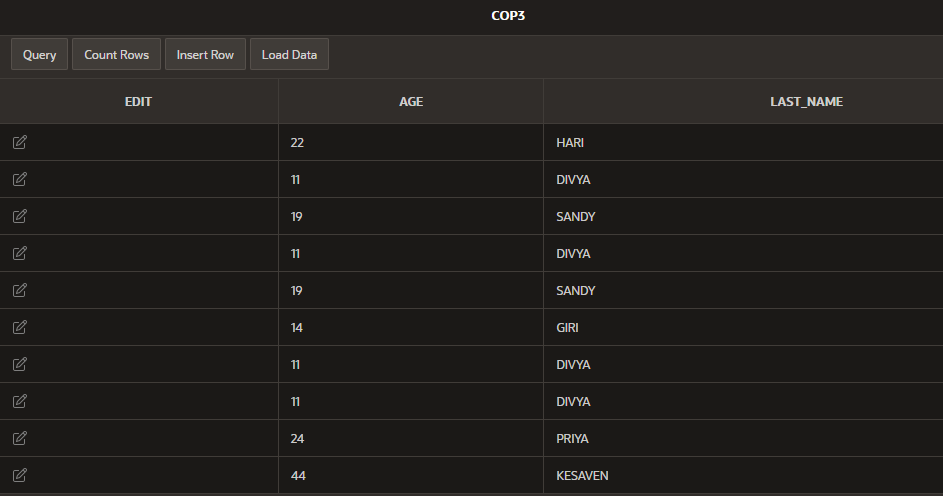 COP3
Query Count Rows Insert Row Load Data
EDIT AGE LAST_NAME
22 HARI
11 DIVYA
19 SANDY
11 DIVYA
19 SANDY
14 GIRI
11 DIVYA
11 DIVYA
24 PRIYA
44 KESAVEN